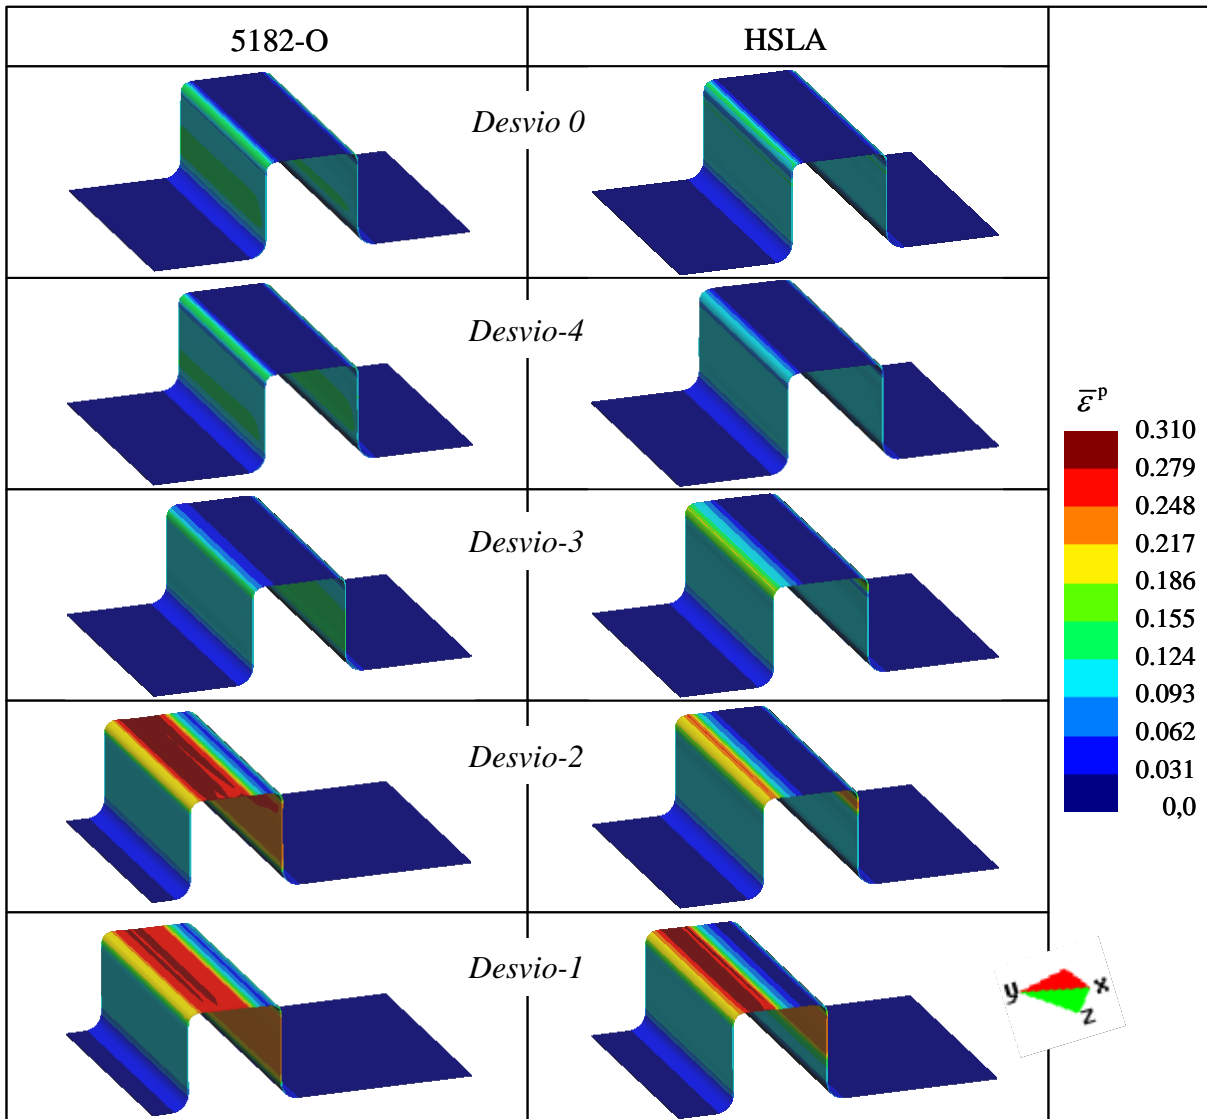 5182-O
HSLA
Desvio 0
Desvio-4
Desvio-3
Desvio-2
Desvio-1
ε̅ᵖ
0.310
0.279
0.248
0.217
0.186
0.155
0.124
0.093
0.062
0.031
0,0
y
x
z